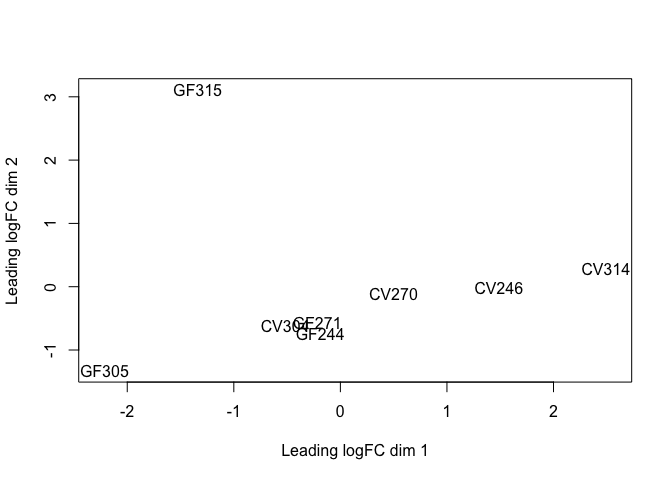 3
2
1
0
-1
Leading logFC dim 2
GF315
CV314
CV246
CV270
GF271
CV304
GF244
GF305
-2
-1
0
1
2
Leading logFC dim 1